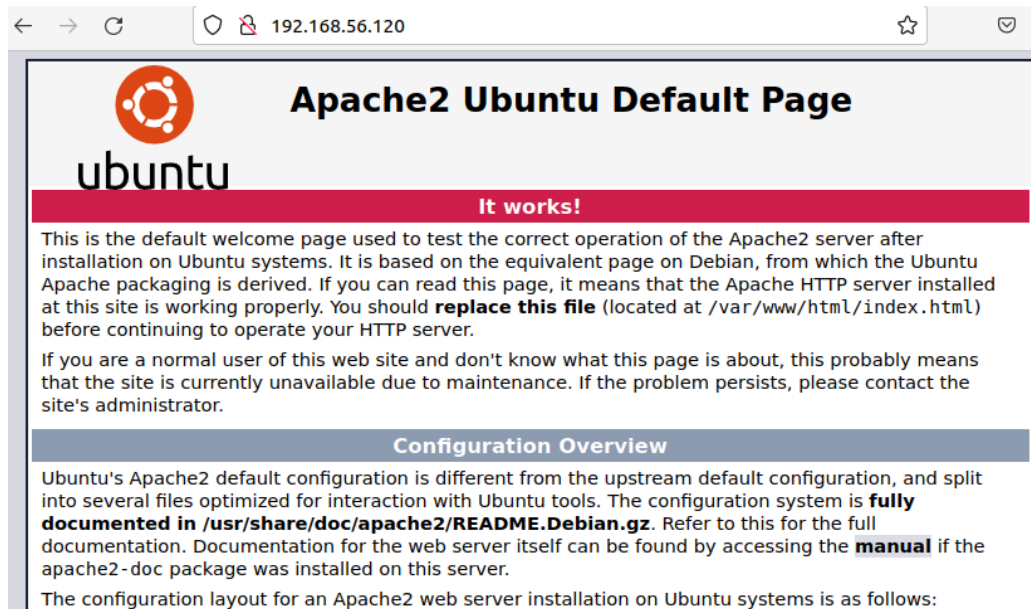 192.168.56.120
Apache2 Ubuntu Default Page
ubuntu
It works!
This is the default welcome page used to test the correct operation of the Apache2 server after
installation on Ubuntu systems. It is based on the equivalent page on Debian, from which the Ubuntu
Apache packaging is derived. If you can read this page, it means that the Apache HTTP server installed
at this site is working properly. You should replace this file (located at /var/www/html/index.html)
before continuing to operate your HTTP server.
If you are a normal user of this web site and don't know what this page is about, this probably means
that the site is currently unavailable due to maintenance. If the problem persists, please contact the
site's administrator.
Configuration Overview
Ubuntu's Apache2 default configuration is different from the upstream default configuration, and split
into several files optimized for interaction with Ubuntu tools. The configuration system is fully
documented in /usr/share/doc/apache2/README.Debian.gz. Refer to this for the full
documentation. Documentation for the web server itself can be found by accessing the manual if the
apache2-doc package was installed on this server.
The configuration layout for an Apache2 web server installation on Ubuntu systems is as follows: